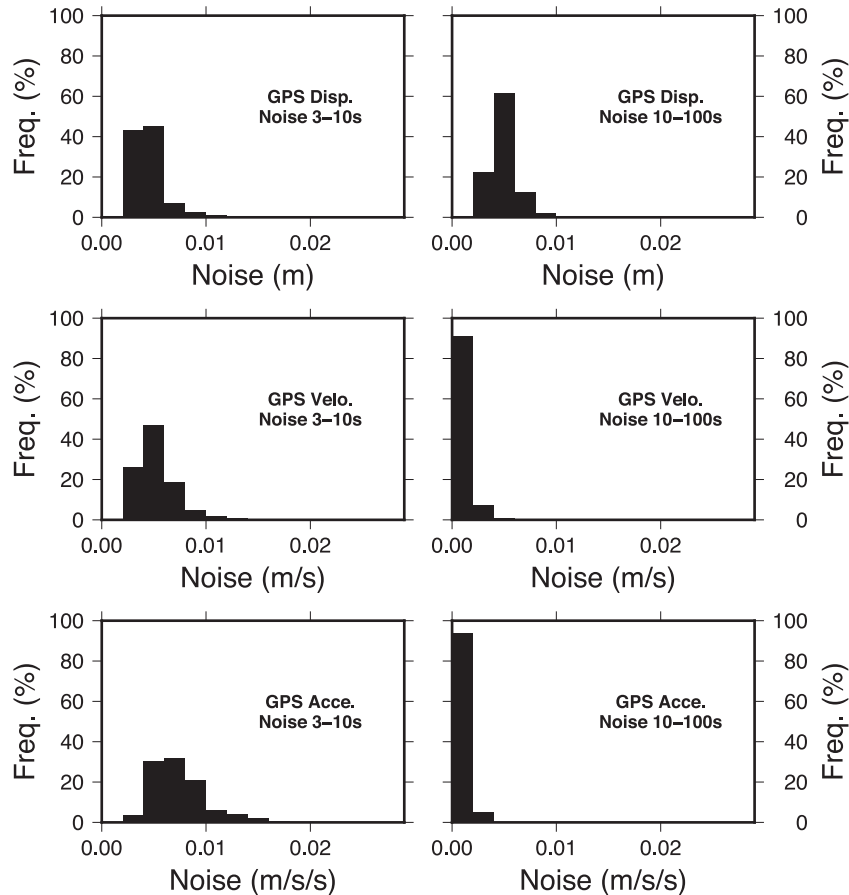 100
80
60
40
20
0
Freq. (%)
GPS Disp.
Noise 3–10s
0.00 0.01 0.02
Noise (m)
GPS Disp.
Noise 10–100s
100
80
60
40
20
0
Freq. (%)
0.00 0.01 0.02
Noise (m)
100
80
60
40
20
0
Freq. (%)
GPS Velo.
Noise 3–10s
0.00 0.01 0.02
Noise (m/s)
GPS Velo.
Noise 10–100s
100
80
60
40
20
0
Freq. (%)
0.00 0.01 0.02
Noise (m/s)
100
80
60
40
20
0
Freq. (%)
GPS Acce.
Noise 3–10s
0.00 0.01 0.02
Noise (m/s/s)
GPS Acce.
Noise 10–100s
100
80
60
40
20
0
Freq. (%)
0.00 0.01 0.02
Noise (m/s/s)